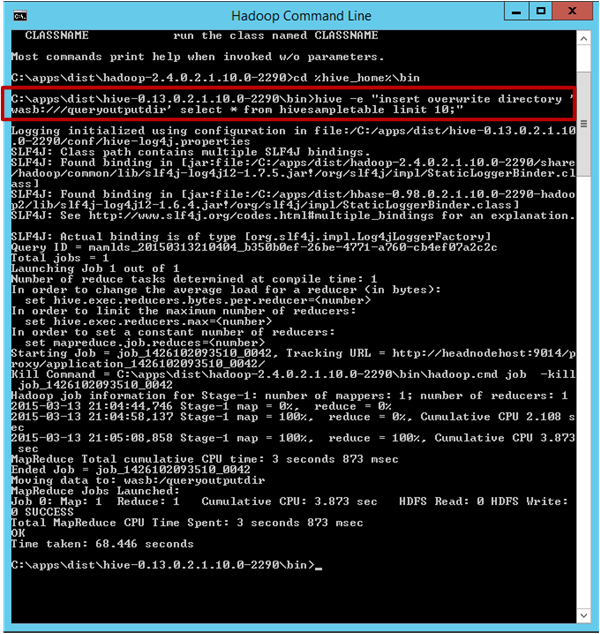 Hadoop Command Line
CLASSNAME            run the class named CLASSNAME
Most commands print help when invoked w/o parameters.
C:\apps\dist\hadoop-2.4.0.2.1.10.0-2290>cd %hive_home%\bin
C:\apps\dist\hive-0.13.0.2.1.10.0-2290\bin>hive -e "insert overwrite directory '
wasb:///queryoutputdir' select * from hivesampletable limit 10;"
Logging initialized using configuration in file:/C:/apps/dist/hive-0.13.0.2.1.10
.0-2290/conf/hive-log4j.properties
SLF4J: Class path contains multiple SLF4J bindings.
SLF4J: Found binding in [jar:file:/C:/apps/dist/hadoop-2.4.0.2.1.10.0-2290/share
/hadoop/common/lib/slf4j-log4j12-1.7.5.jar!/org/slf4j/impl/StaticLoggerBinder.cl
ass]
SLF4J: Found binding in [jar:file:/C:/apps/dist/hbase-0.98.0.2.1.10.0-2290-hadoo
p2/lib/slf4j-log4j12-1.6.4.jar!/org/slf4j/impl/StaticLoggerBinder.class]
SLF4J: See http://www.slf4j.org/codes.html#multiple_bindings for an explanation.
SLF4J: Actual binding is of type [org.slf4j.impl.Log4jLoggerFactory]
Query ID = mamlds_20150313210404_b350b0ef-26be-4771-a760-cb4ef07a2c2c
Total jobs = 1
Launching Job 1 out of 1
Number of reduce tasks determined at compile time: 1
In order to change the average load for a reducer (in bytes):
  set hive.exec.reducers.bytes.per.reducer=<number>
In order to limit the maximum number of reducers:
  set hive.exec.reducers.max=<number>
In order to set a constant number of reducers:
  set mapreduce.job.reduces=<number>
Starting Job = job_1426102093510_0042, Tracking URL = http://headnodehost:9014/p
roxy/application_1426102093510_0042/
Kill Command = C:\apps\dist\hadoop-2.4.0.2.1.10.0-2290\bin\hadoop.cmd job  -kill
 job_1426102093510_0042
Hadoop job information for Stage-1: number of mappers: 1; number of reducers: 1
2015-03-13 21:04:44,746 Stage-1 map = 0%,  reduce = 0%
2015-03-13 21:04:58,137 Stage-1 map = 100%,  reduce = 0%, Cumulative CPU 2.108 s
ec
2015-03-13 21:05:08,858 Stage-1 map = 100%,  reduce = 100%, Cumulative CPU 3.873
 sec
MapReduce Total cumulative CPU time: 3 seconds 873 msec
Ended Job = job_1426102093510_0042
Moving data to: wasb:/queryoutputdir
MapReduce Jobs Launched:
Job 0: Map: 1  Reduce: 1   Cumulative CPU: 3.873 sec   HDFS Read: 0 HDFS Write:
0 SUCCESS
Total MapReduce CPU Time Spent: 3 seconds 873 msec
OK
Time taken: 68.446 seconds
C:\apps\dist\hive-0.13.0.2.1.10.0-2290\bin>_